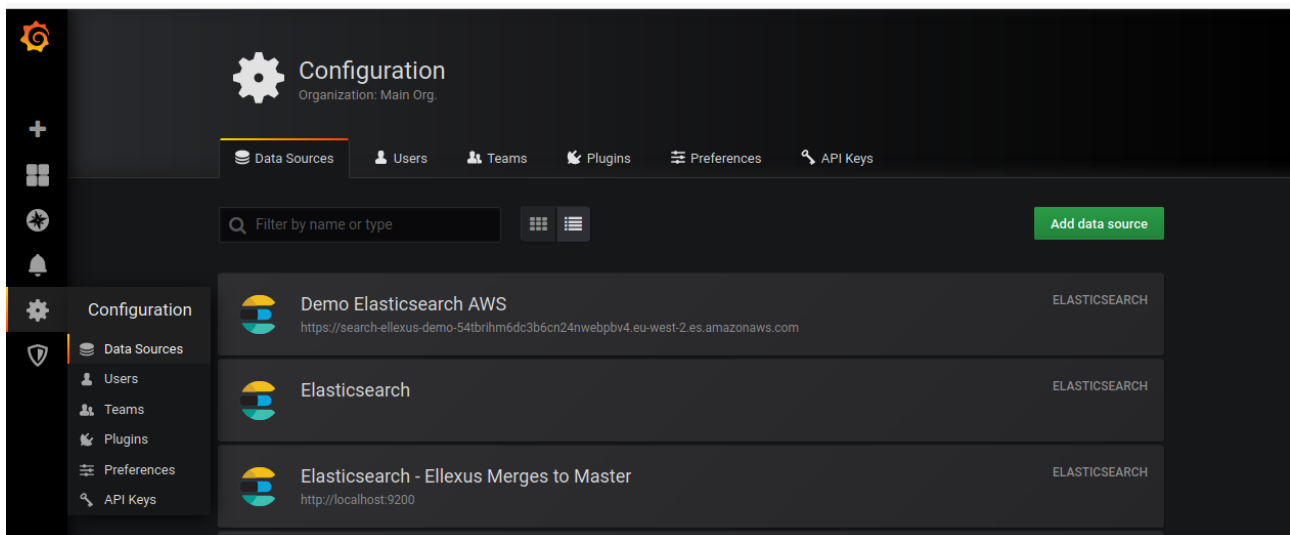 Configuration
Organization: Main Org.
Data Sources Users Teams Plugins Preferences API Keys
Filter by name or type
Add data source
Configuration
Data Sources
Users
Teams
Plugins
Preferences
API Keys
Demo Elasticsearch AWS
ELASTICSEARCH
https://search-ellexus-demo-54tbrihm6dc3b6cn24nwebpbv4.eu-west-2.es.amazonaws.com
Elasticsearch
ELASTICSEARCH
Elasticsearch - Ellexus Merges to Master
ELASTICSEARCH
http://localhost:9200